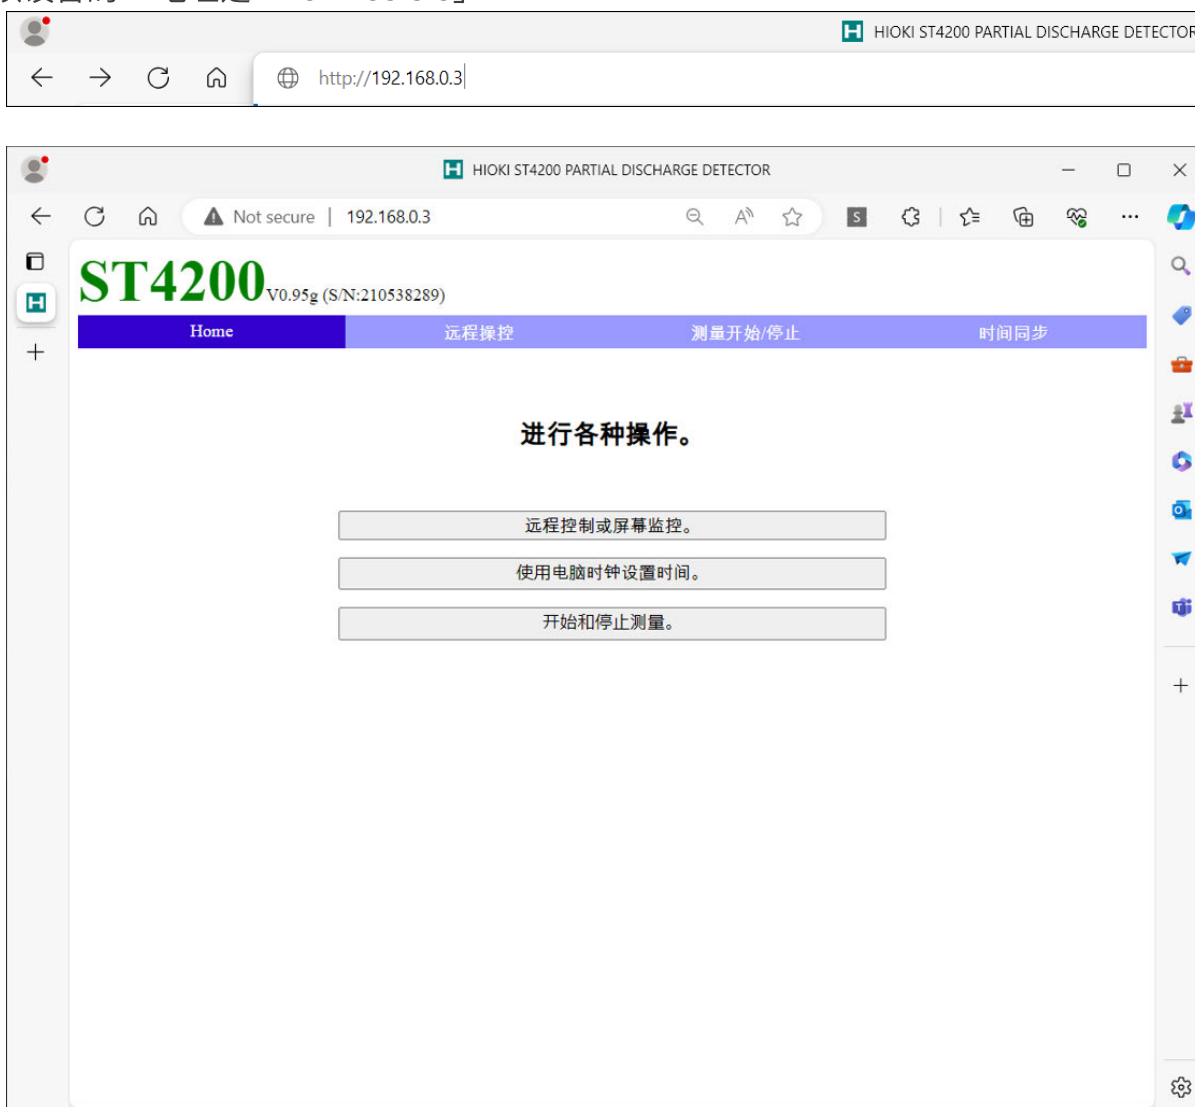 HIOKI ST4200 PARTIAL DISCHARGE DETECTOR
http://192.168.0.3
HIOKI ST4200 PARTIAL DISCHARGE DETECTOR
Not secure | 192.168.0.3
ST4200 V0.95g (S/N:210538289)
Home 远程操控 测量开始/停止 时间同步
进行各种操作。
远程控制或屏幕监控。
使用电脑时钟设置时间。
开始和停止测量。